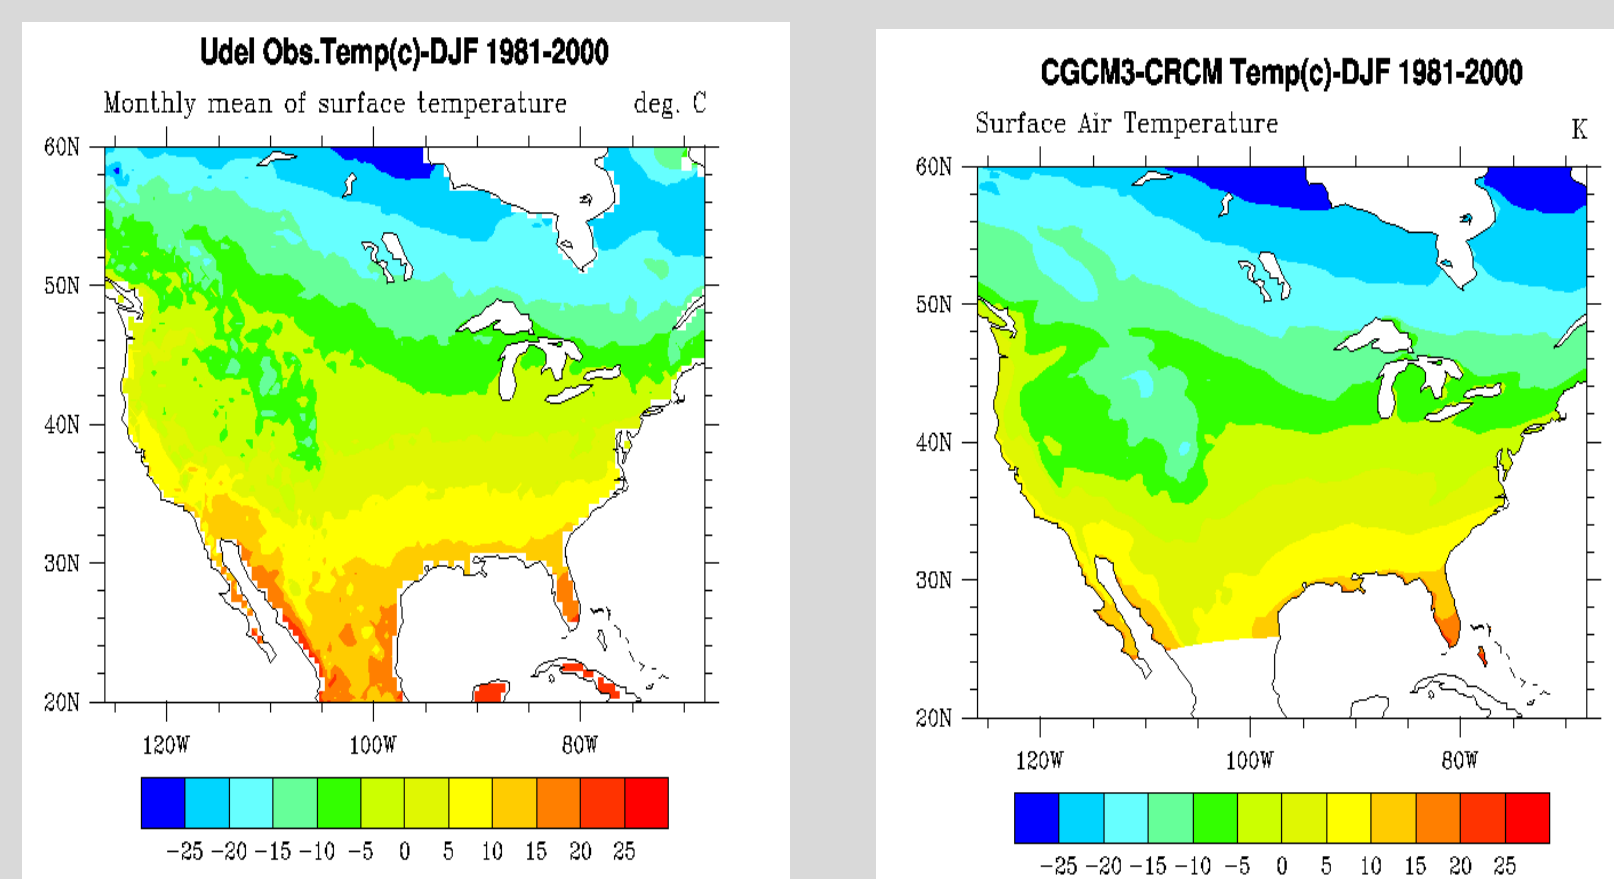 Udel Obs.Temp(c)-DJF 1981-2000
Monthly mean of surface temperature deg. C
60N
50N
40N
30N
20N
120W 100W 80W
-25 -20 -15 -10 -5 0 5 10 15 20 25
CGCM3-CRCM Temp(c)-DJF 1981-2000
Surface Air Temperature K
60N
50N
40N
30N
20N
120W 100W 80W
-25 -20 -15 -10 -5 0 5 10 15 20 25